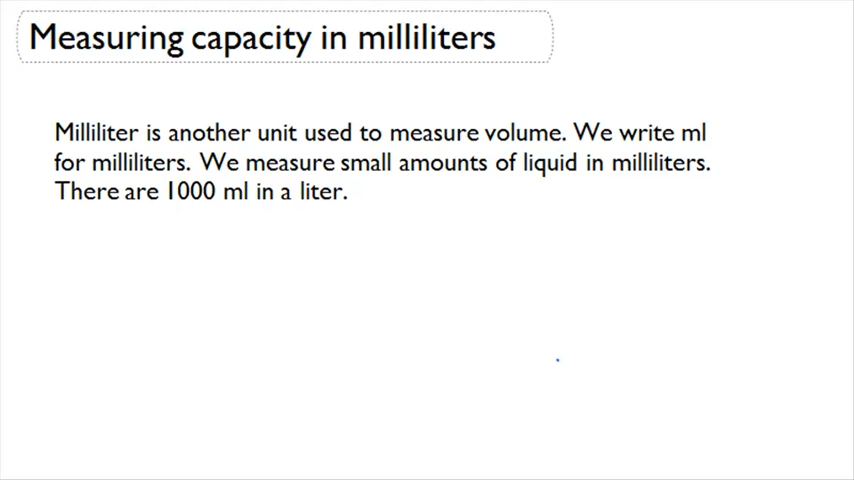 Measuring capacity in milliliters
Milliliter is another unit used to measure volume. We write ml
for milliliters. We measure small amounts of liquid in milliliters.
There are 1000 ml in a liter.